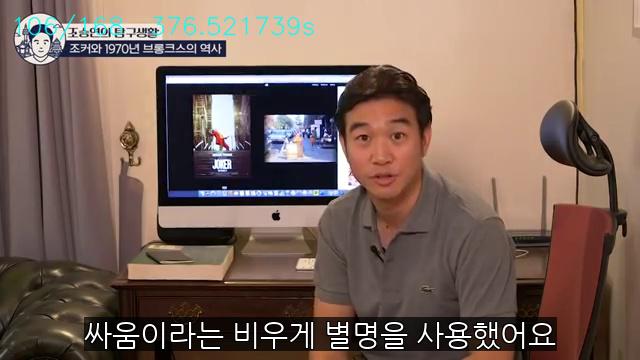 106/168 376.521739s
조승연의 탐구생활
조커와 1970년 브롱크스의 역사
JOKER
싸움이라는 비우게 별명을 사용했어요